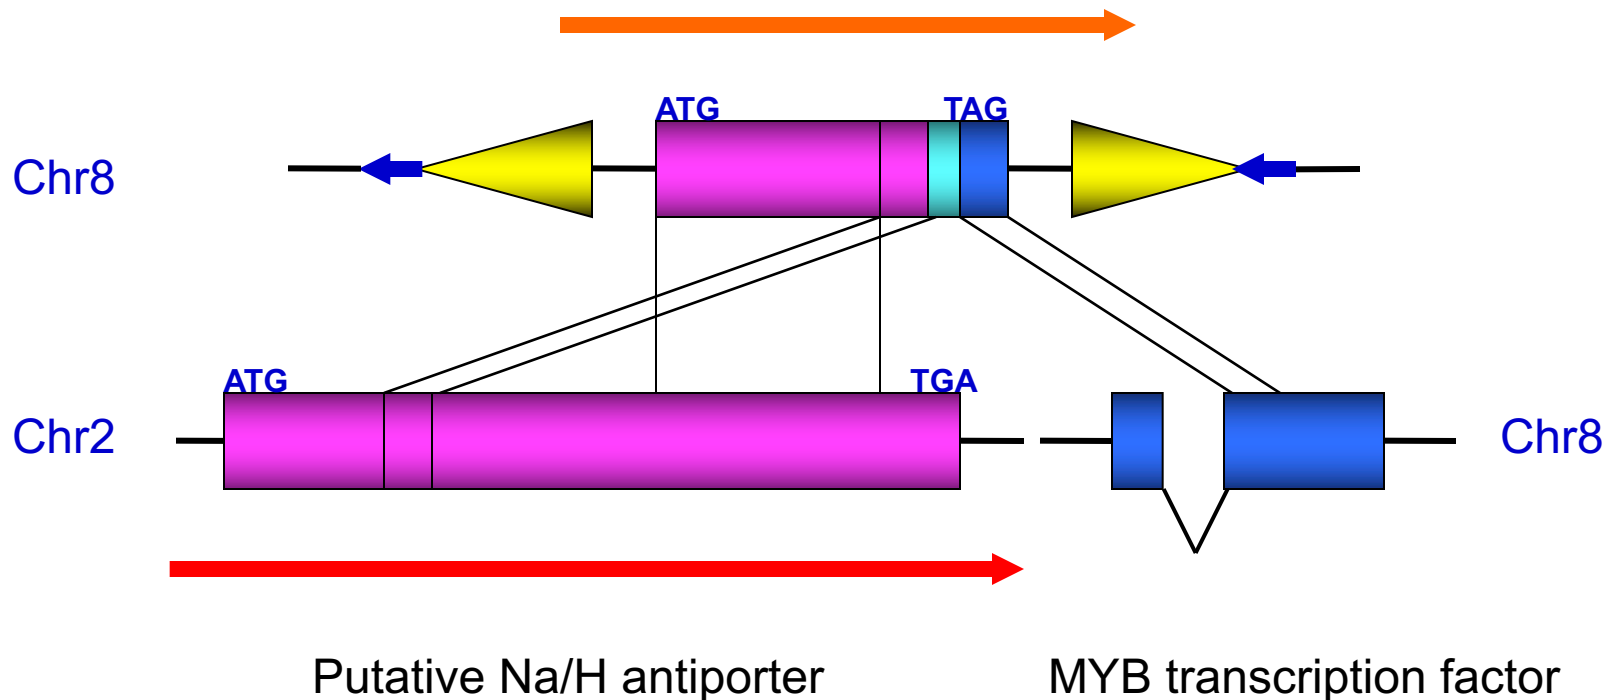 ATG TAG
Chr8
ATG TGA
Chr2 Chr8
Putative Na/H antiporter MYB transcription factor